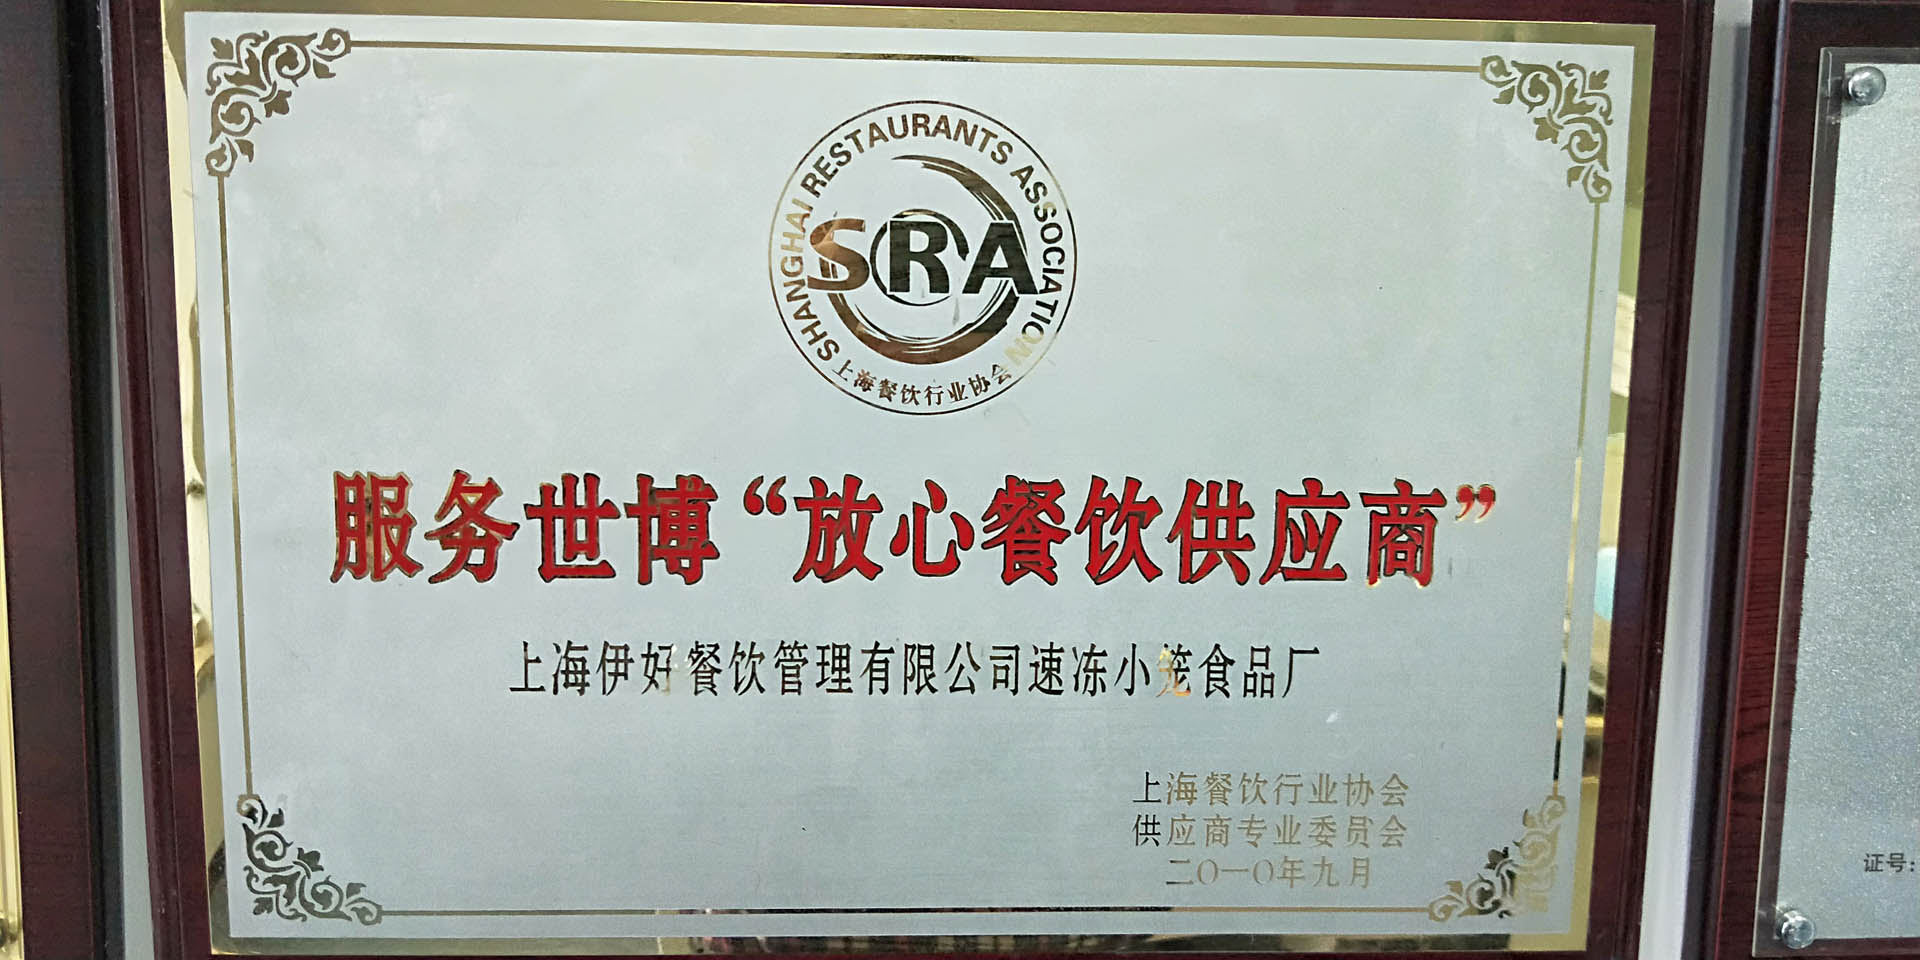 SHANGHAI RESTAURANTS ASSOCIATION
SRA
上海餐饮行业协会
服务世博“放心餐饮供应商”
上海伊好餐饮管理有限公司速冻小笼食品厂
上海餐饮行业协会
供应商专业委员会
二〇一〇年九月
证号: